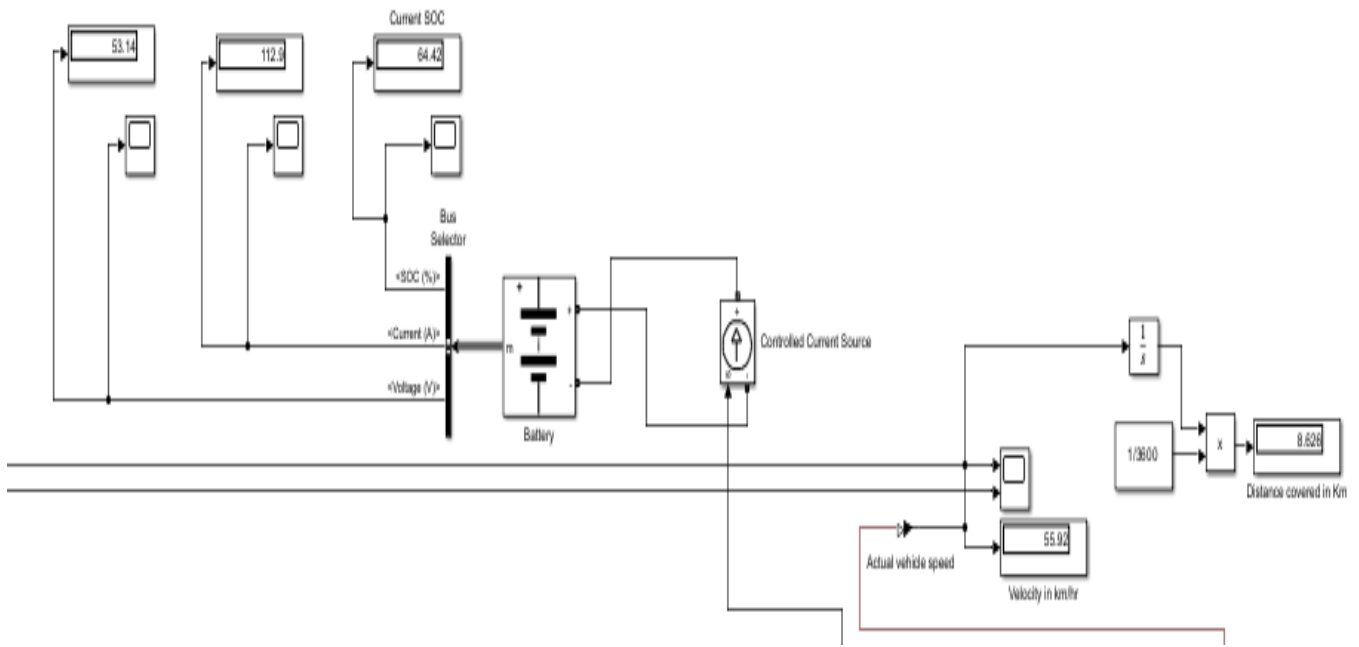 Current SOC
53.14
112.9
64.42
Bus
Selector
<SOC (%)>
<Current (A)>
<Voltage (V)>
m
+
+
-
Battery
+
-
Controlled Current Source
1
s
1/3600
x
8.626
Distance covered in Km
Actual vehicle speed
55.92
Velocity in km/hr